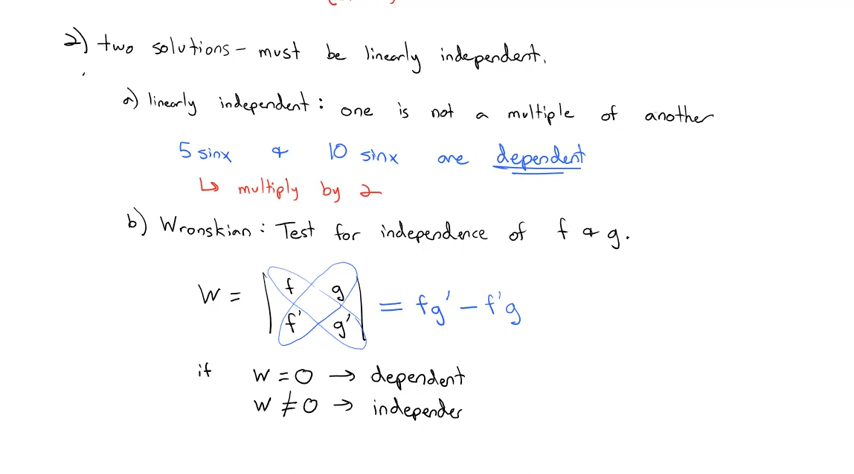 2) two solutions – must be linearly independent.
a) linearly independent: one is not a multiple of another
5 sinx & 10 sinx are dependent
↳ multiply by 2
b) Wronskian: Test for independence of f & g.
W = | f g f' g' | = fg' – f'g
if W = 0 → dependent
W ≠ 0 → independen